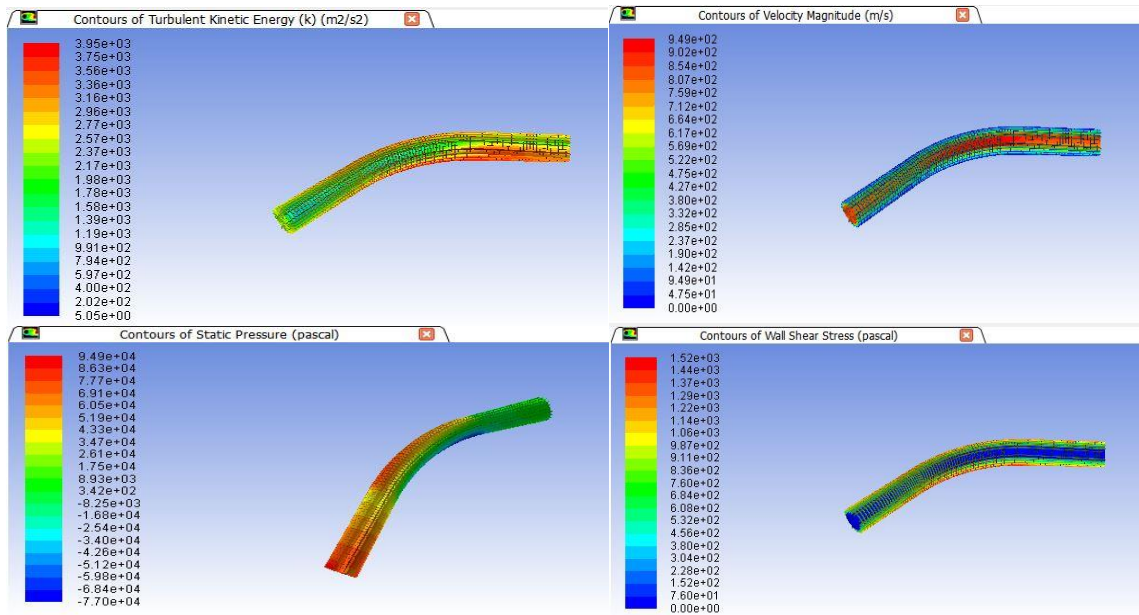 Contours of Turbulent Kinetic Energy (k) (m2/s2)
3.95e+03
3.75e+03
3.56e+03
3.36e+03
3.16e+03
2.96e+03
2.77e+03
2.57e+03
2.37e+03
2.17e+03
1.98e+03
1.78e+03
1.58e+03
1.39e+03
1.19e+03
9.91e+02
7.94e+02
5.97e+02
4.00e+02
2.02e+02
5.05e+00
Contours of Velocity Magnitude (m/s)
9.49e+02
9.02e+02
8.54e+02
8.07e+02
7.59e+02
7.12e+02
6.64e+02
6.17e+02
5.69e+02
5.22e+02
4.75e+02
4.27e+02
3.80e+02
3.32e+02
2.85e+02
2.37e+02
1.90e+02
1.42e+02
9.49e+01
4.75e+01
0.00e+00
Contours of Static Pressure (pascal)
9.49e+04
8.63e+04
7.77e+04
6.91e+04
6.05e+04
5.19e+04
4.33e+04
3.47e+04
2.61e+04
1.75e+04
8.93e+03
3.42e+02
-8.25e+03
-1.68e+04
-2.54e+04
-3.40e+04
-4.26e+04
-5.12e+04
-5.98e+04
-6.84e+04
-7.70e+04
Contours of Wall Shear Stress (pascal)
1.52e+03
1.44e+03
1.37e+03
1.29e+03
1.22e+03
1.14e+03
1.06e+03
9.87e+02
9.11e+02
8.36e+02
7.60e+02
6.84e+02
6.08e+02
5.32e+02
4.56e+02
3.80e+02
3.04e+02
2.28e+02
1.52e+02
7.60e+01
0.00e+00